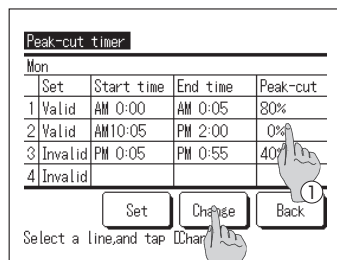 Peak-cut timer
Mon
Set Start time End time Peak-cut
1 Valid AM 0:00 AM 0:05 80%
2 Valid AM10:05 PM 2:00 0%
3 Invalid PM 0:05 PM 0:55 40%
4 Invalid
①
Set Change Back
Select a line,and tap